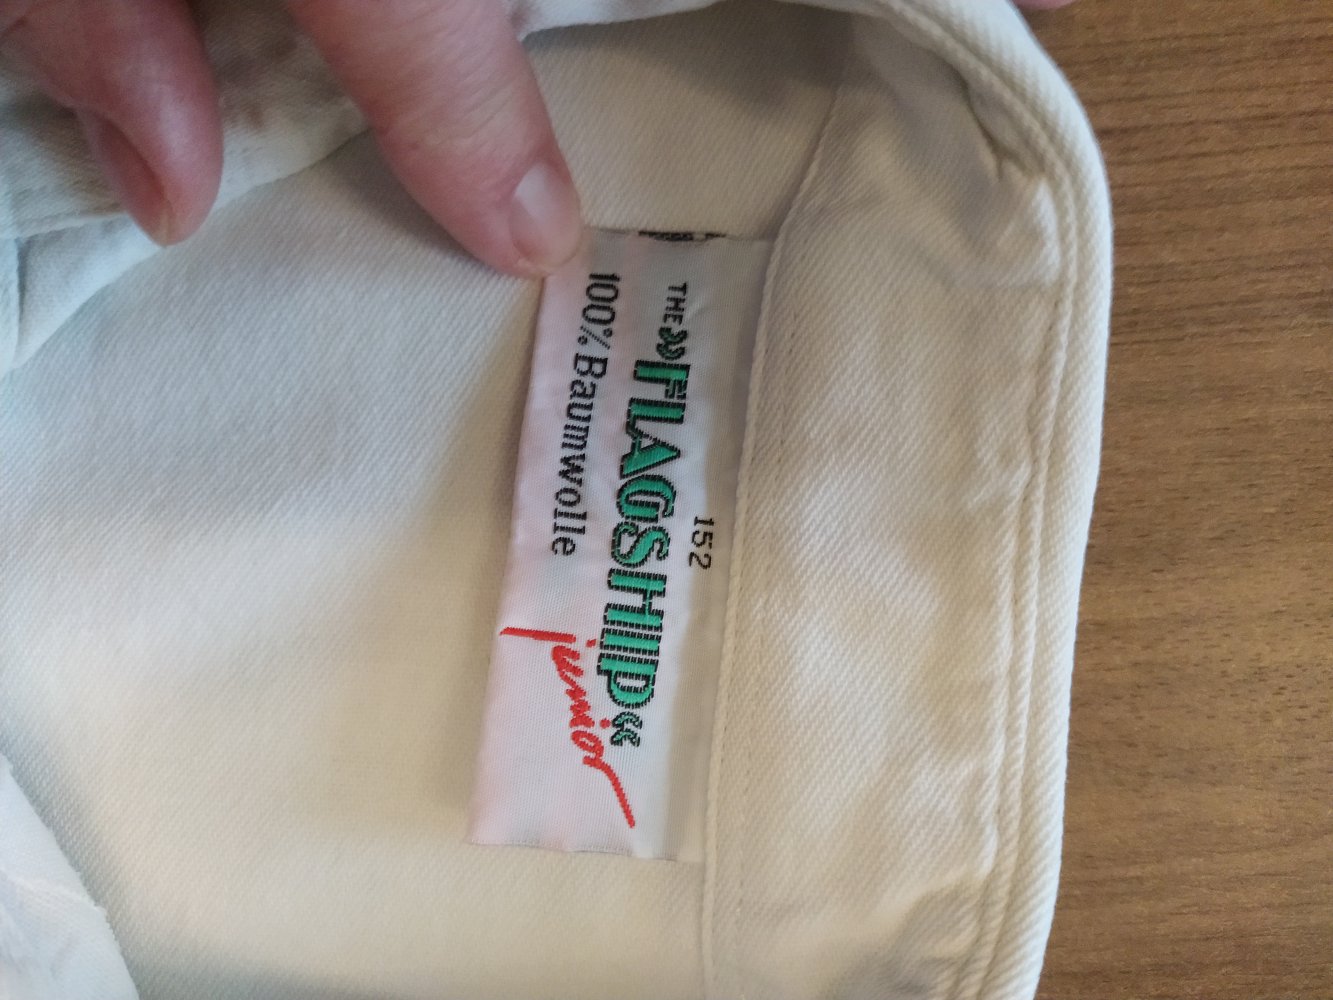 152
THE »FLAGSHIP«
junior
100% Baumwolle